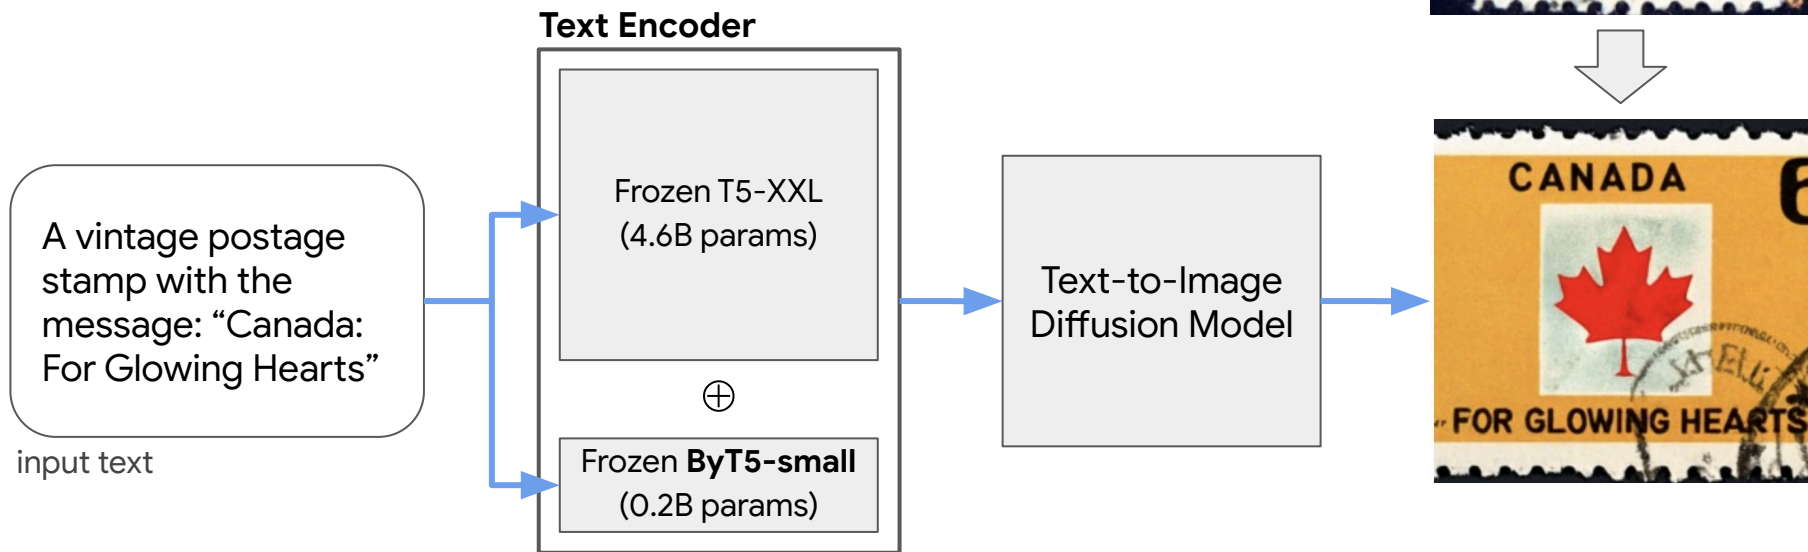 Text Encoder
A vintage postage
stamp with the
message: “Canada:
For Glowing Hearts”
input text
Frozen T5-XXL
(4.6B params)
⊕
Frozen ByT5-small
(0.2B params)
Text-to-Image
Diffusion Model
CANADA
6
FOR GLOWING HEARTS